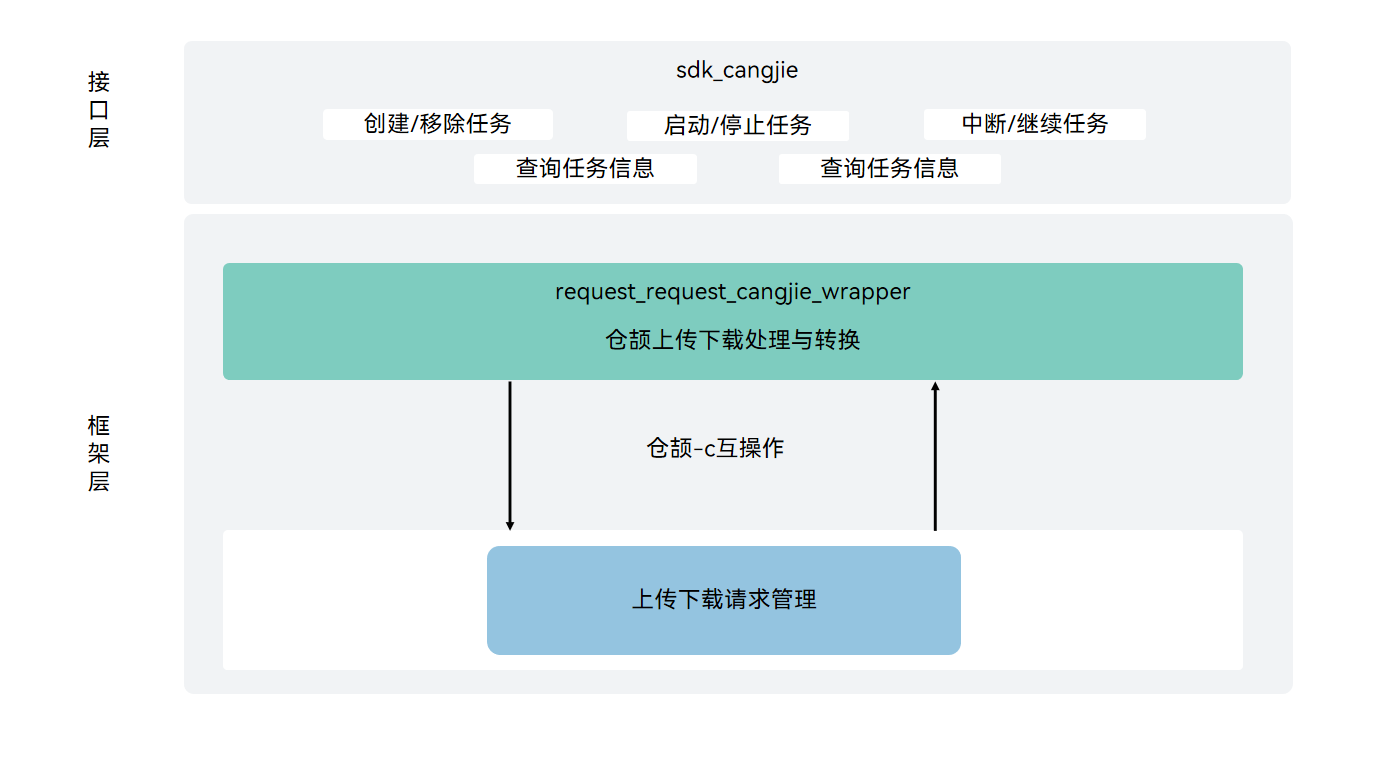 接口层
sdk_cangjie
创建/移除任务
启动/停止任务
中断/继续任务
查询任务信息
查询任务信息
request_request_cangjie_wrapper
仓颉上传下载处理与转换
框架层
仓颉-c互操作
上传下载请求管理